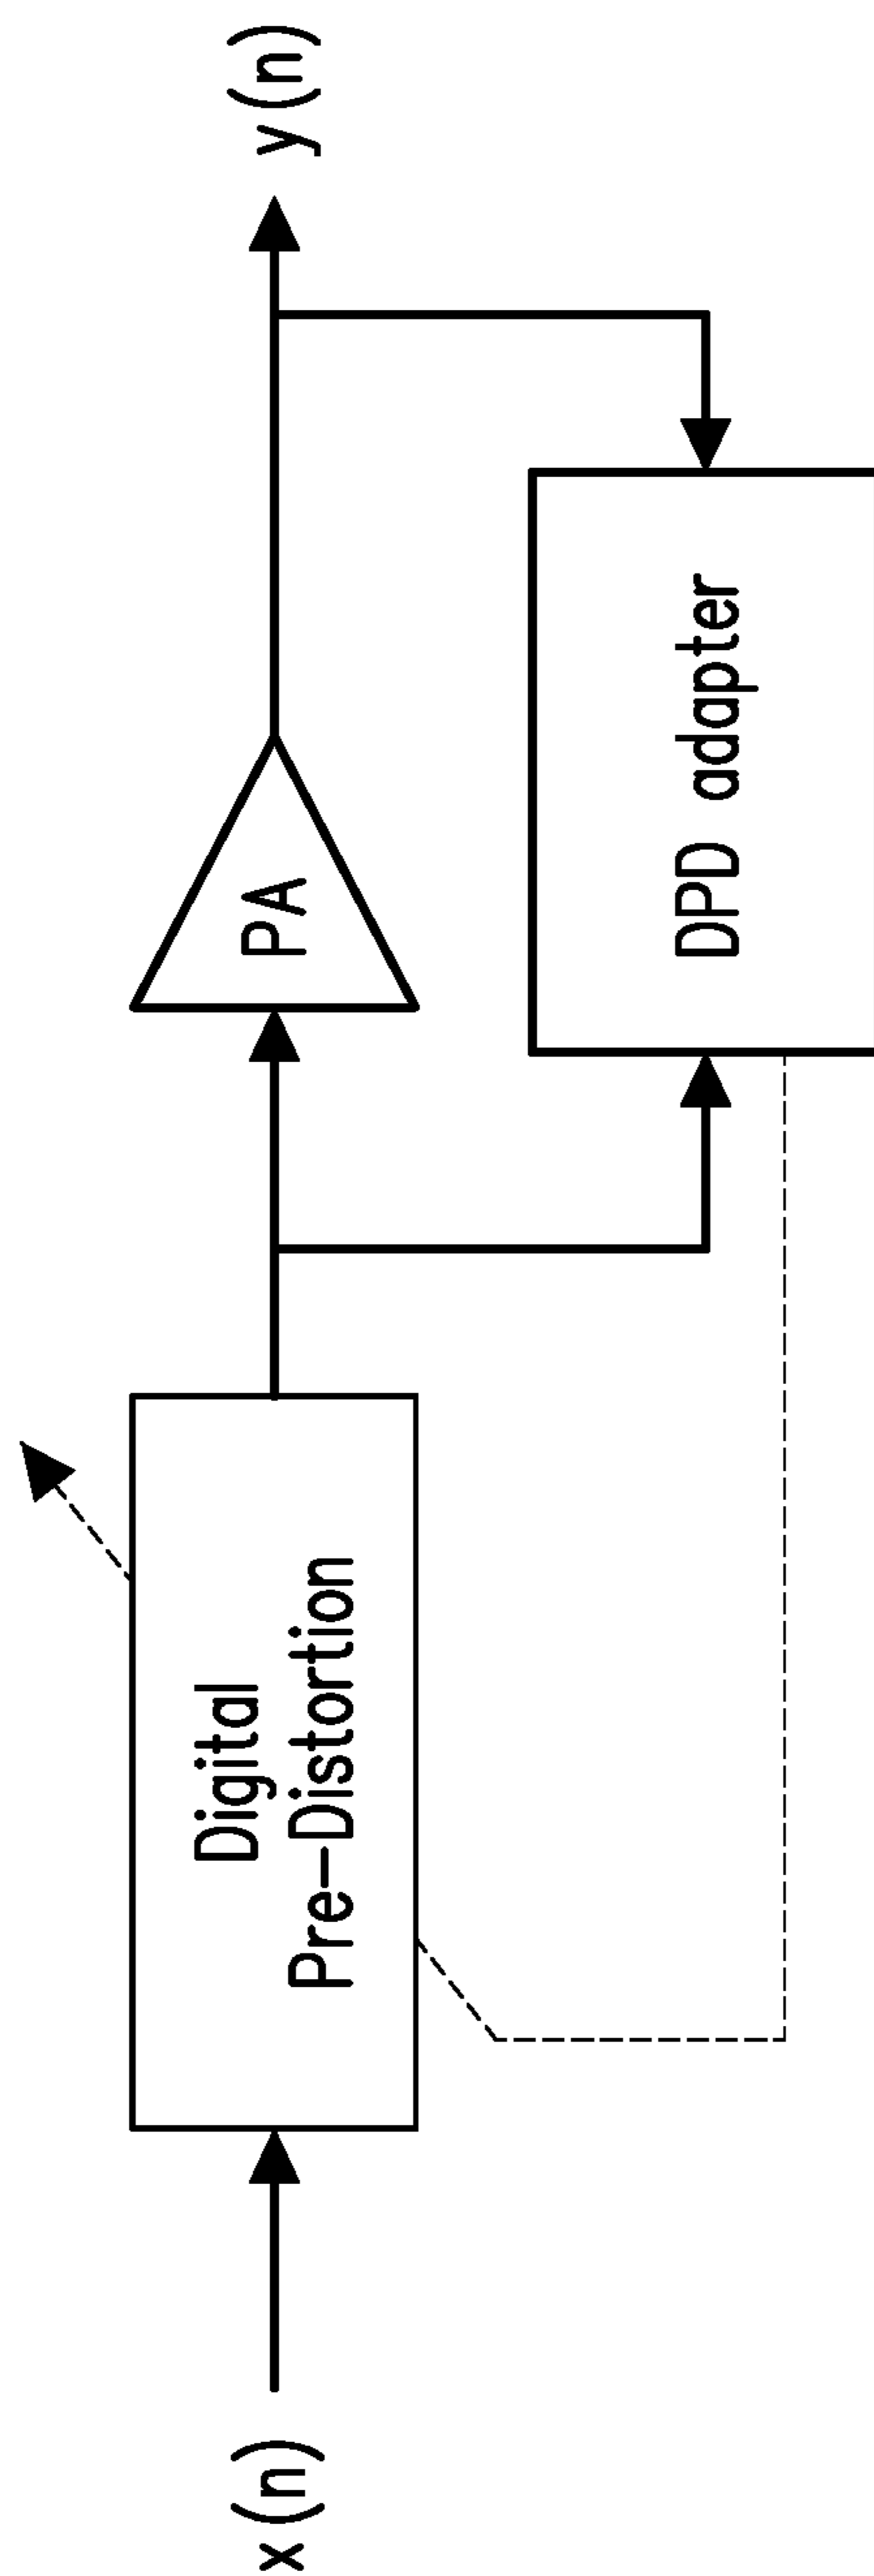 x(n)
Digital
Pre-Distortion
PA
DPD adapter
y(n)